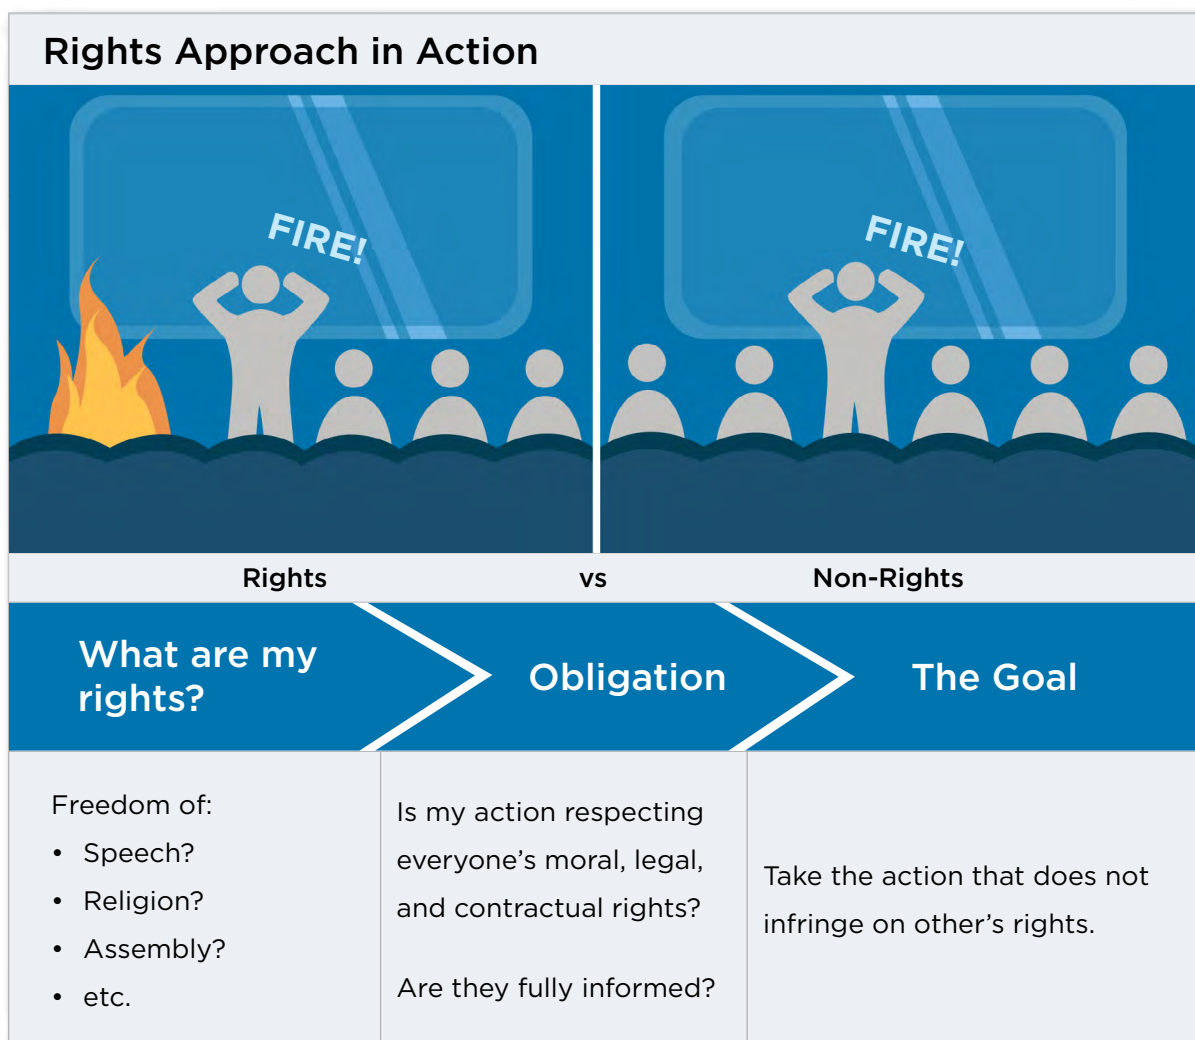 Rights Approach in Action
FIRE!
FIRE!
Rights vs Non-Rights
What are my
rights?
Obligation
The Goal
Freedom of:
• Speech?
• Religion?
• Assembly?
• etc.
Is my action respecting
everyone’s moral, legal,
and contractual rights?
Are they fully informed?
Take the action that does not
infringe on other’s rights.